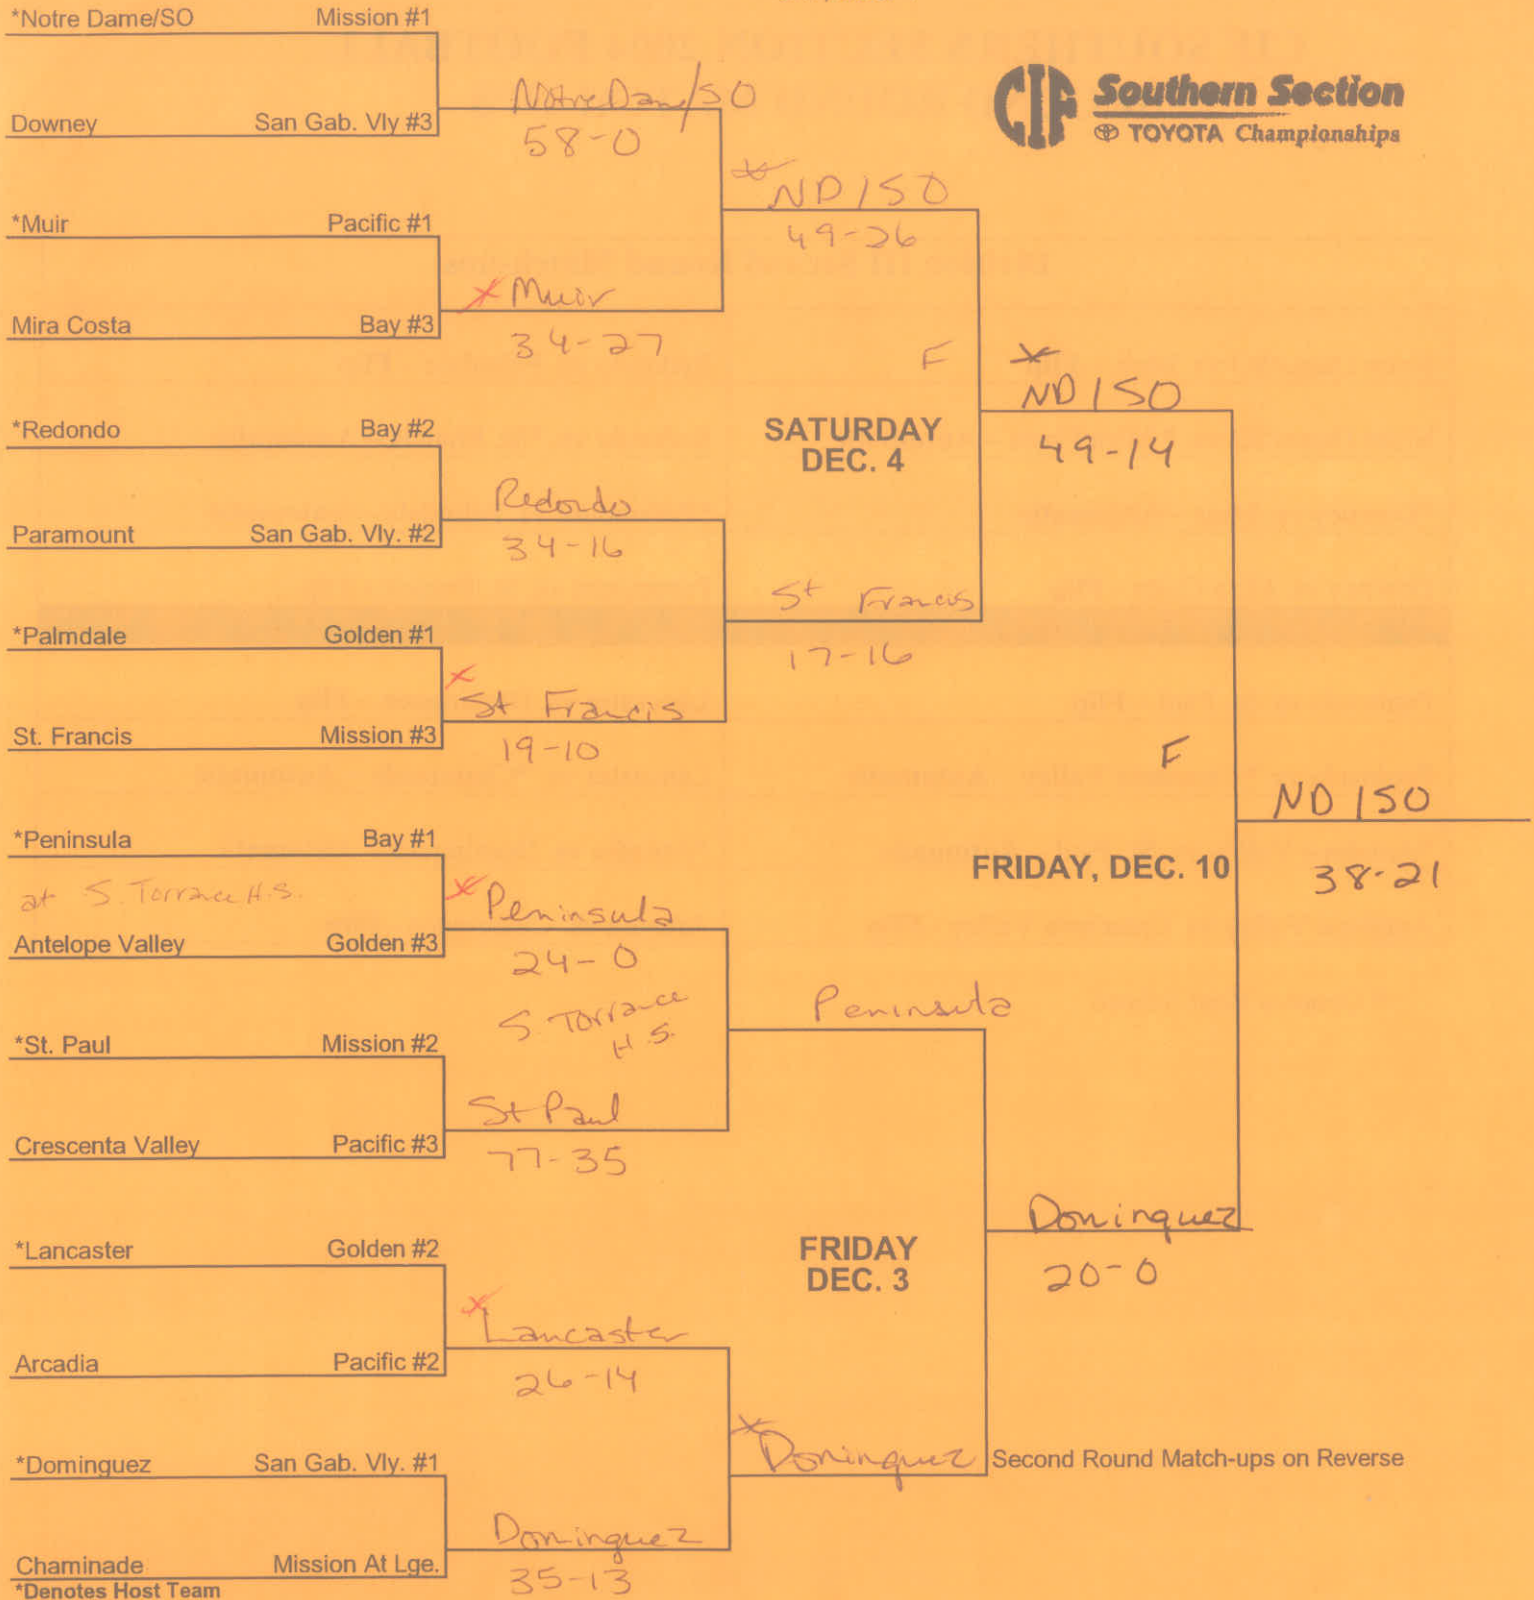 *Notre Dame/SO Mission #1
CIF Southern Section
TOYOTA Championships
Notre Dame/SO
Downey San Gab. Vly #3
58-0
*ND/SO
*Muir Pacific #1
49-26
*Muir
Mira Costa Bay #3
34-27
F
*
ND/SO
*Redondo Bay #2
SATURDAY
DEC. 4
49-14
Redondo
Paramount San Gab. Vly. #2
34-16
St Francis
*Palmdale Golden #1
17-16
*St Francis
St. Francis Mission #3
19-10
F
ND/SO
*Peninsula Bay #1
FRIDAY, DEC. 10
38-21
at S. Torrance H.S.
*Peninsula
Antelope Valley Golden #3
24-0
S. Torrance
H.S.
Peninsula
*St. Paul Mission #2
St Paul
Crescenta Valley Pacific #3
77-35
Dominguez
*Lancaster Golden #2
FRIDAY
DEC. 3
20-0
*Lancaster
Arcadia Pacific #2
26-14
*Dominguez
Second Round Match-ups on Reverse
*Dominguez San Gab. Vly. #1
Dominguez
Chaminade Mission At Lge.
35-13
*Denotes Host Team